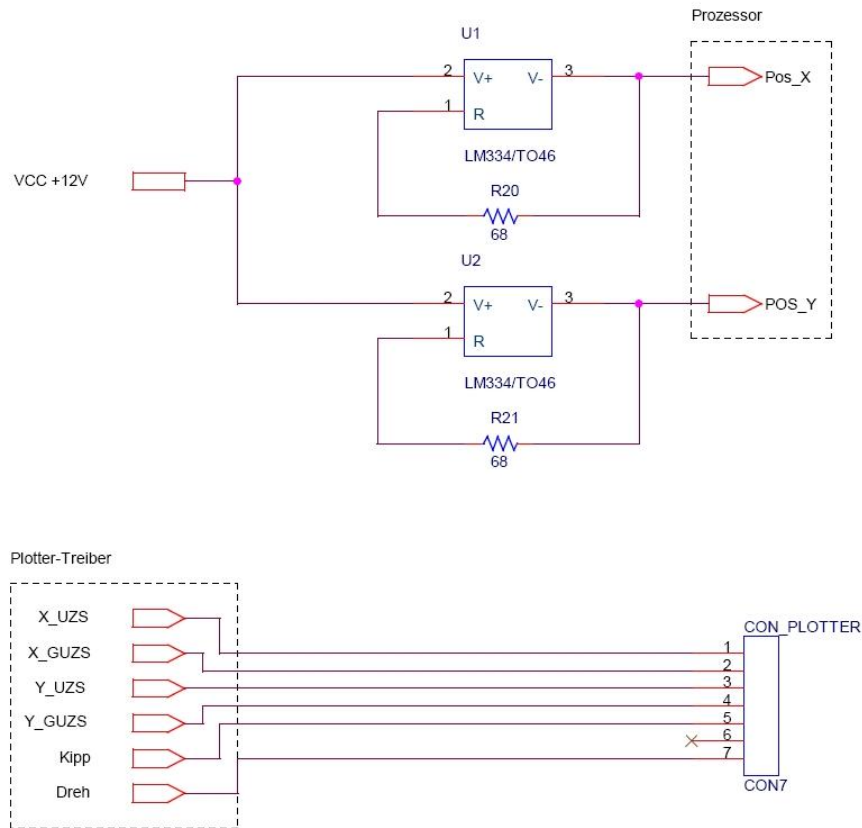 Prozessor
U1
2 V+ V- 3
Pos_X
1 R
LM334/TO46
VCC +12V
R20
68
U2
2 V+ V- 3
POS_Y
1 R
LM334/TO46
R21
68
Plotter-Treiber
X_UZS
X_GUZS
Y_UZS
Y_GUZS
Kipp
Dreh
CON_PLOTTER
1
2
3
4
5
6
7
CON7